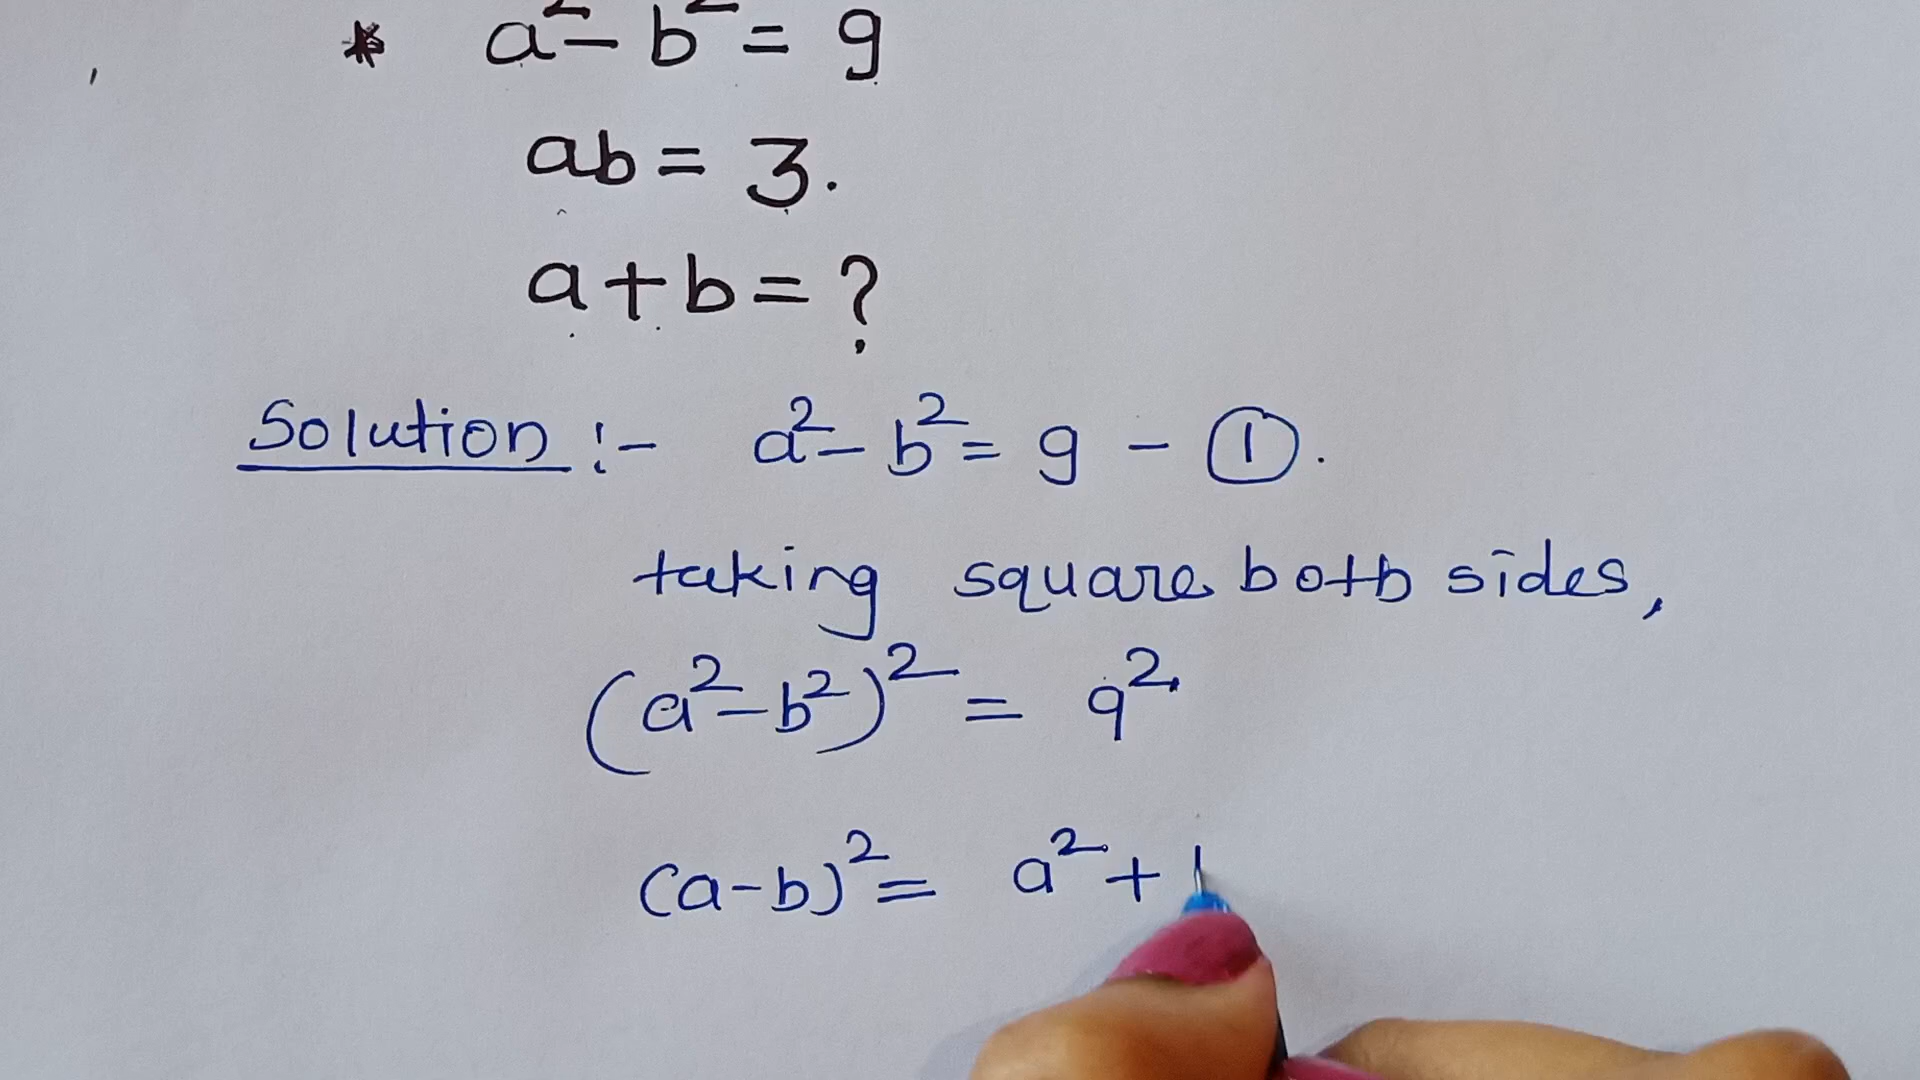 * a² - b² = 9
ab = 3.
a + b = ?
Solution :- a² - b² = 9 - ①.
taking square both sides,
(a² - b²)² = 9²
(a - b)² = a² +